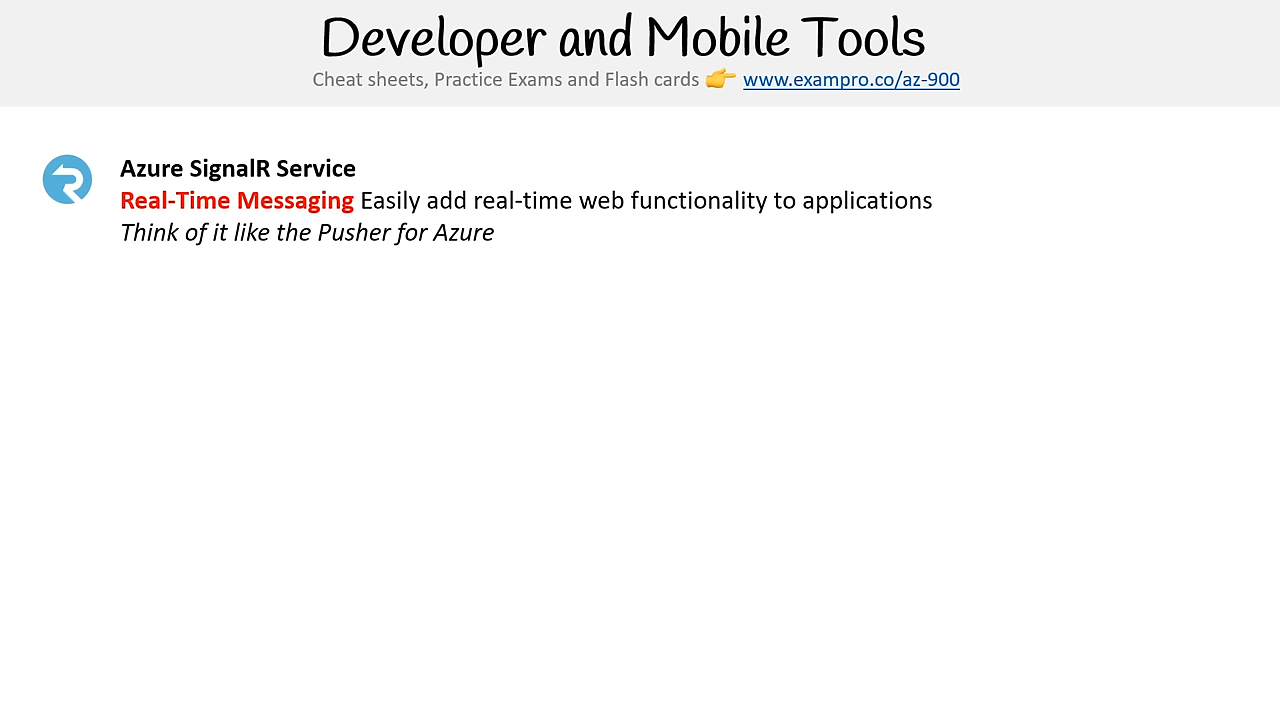 Developer and Mobile Tools
Cheat sheets, Practice Exams and Flash cards 👉 www.exampro.co/az-900
Azure SignalR Service
Real-Time Messaging Easily add real-time web functionality to applications
Think of it like the Pusher for Azure